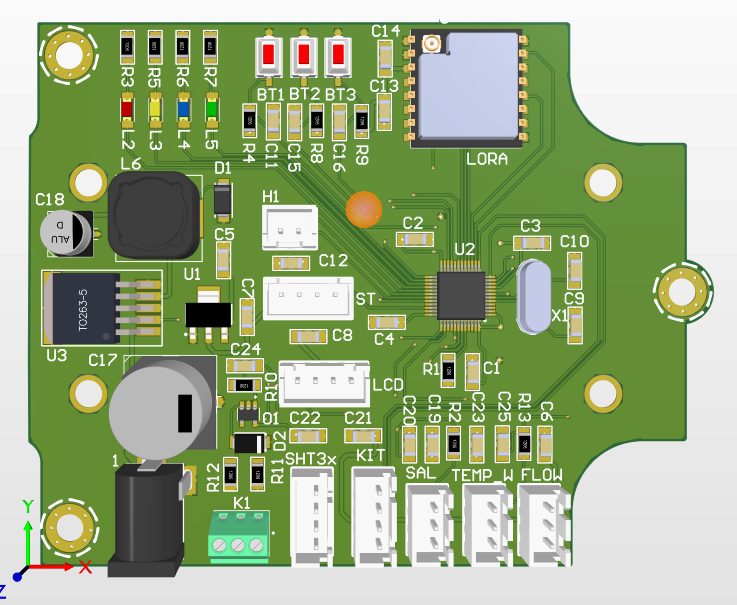 C14
R3
R5
R6
R7
BT1
BT2
BT3
C13
L2
L3
L4
L5
R4
C11
C15
R8
C16
R9
LORA
L6
D1
C18
ALU
D
H1
C2
U2
C3
C5
C12
C10
U1
TO263-5
C7
ST
C9
X1
U3
C17
C8
C4
C24
R10
LCD
R1
C1
Q1
D2
C22
C21
C20
C19
R2
C23
C25
R13
C6
1
R12
R11
SHT3x
KIT
SAL
TEMP_W
FLOW
K1
Y
X
Z